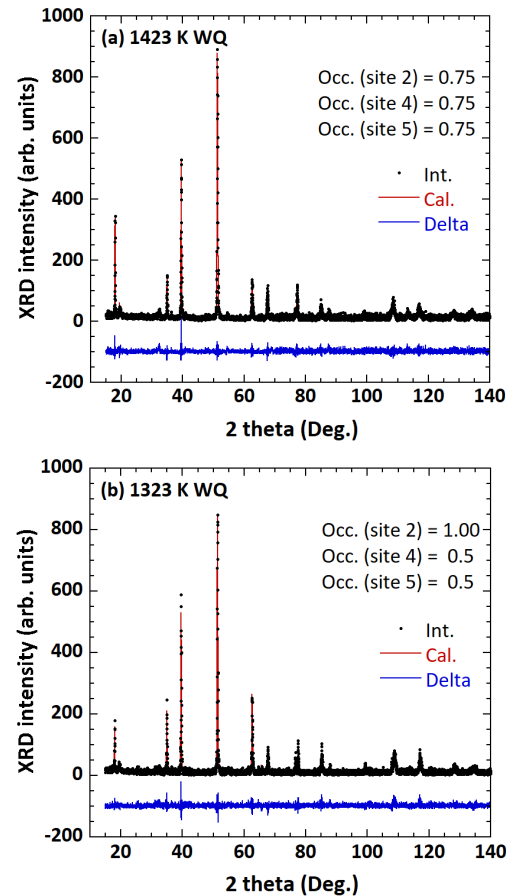 1000
(a) 1423 K WQ
800
Occ. (site 2) = 0.75
Occ. (site 4) = 0.75
600
Occ. (site 5) = 0.75
Int.
400
Cal.
Delta
200
0
-200
20 40 60 80 100 120 140
XRD intensity (arb. units)
2 theta (Deg.)
1000
(b) 1323 K WQ
800
Occ. (site 2) = 1.00
Occ. (site 4) = 0.5
600
Occ. (site 5) = 0.5
Int.
400
Cal.
Delta
200
0
-200
20 40 60 80 100 120 140
XRD intensity (arb. units)
2 theta (Deg.)